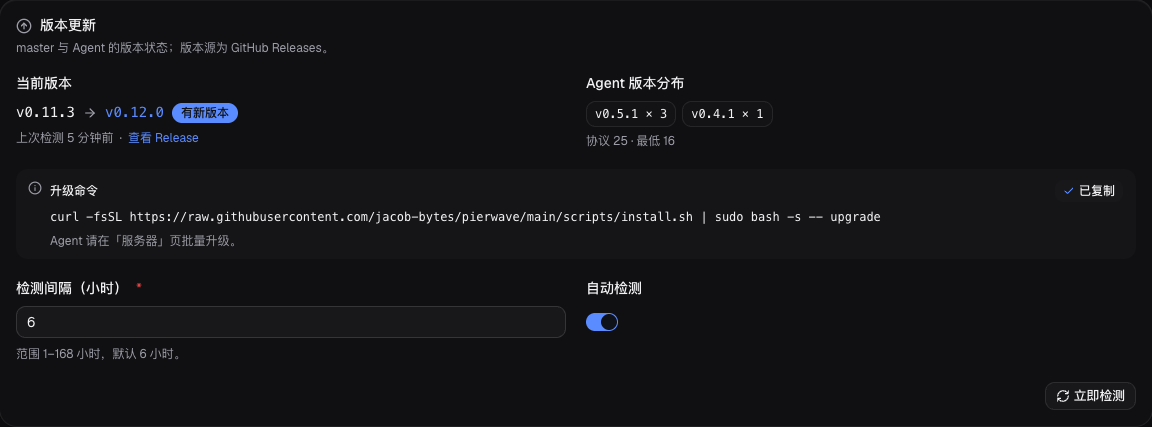 版本更新
master 与 Agent 的版本状态；版本源为 GitHub Releases。
当前版本
v0.11.3 → v0.12.0 有新版本
上次检测 5 分钟前 · 查看 Release
Agent 版本分布
v0.5.1 × 3 v0.4.1 × 1
协议 25 · 最低 16
升级命令
已复制
curl -fsSL https://raw.githubusercontent.com/jacob-bytes/pierwave/main/scripts/install.sh | sudo bash -s -- upgrade
Agent 请在「服务器」页批量升级。
检测间隔（小时） *
6
范围 1–168 小时，默认 6 小时。
自动检测
立即检测